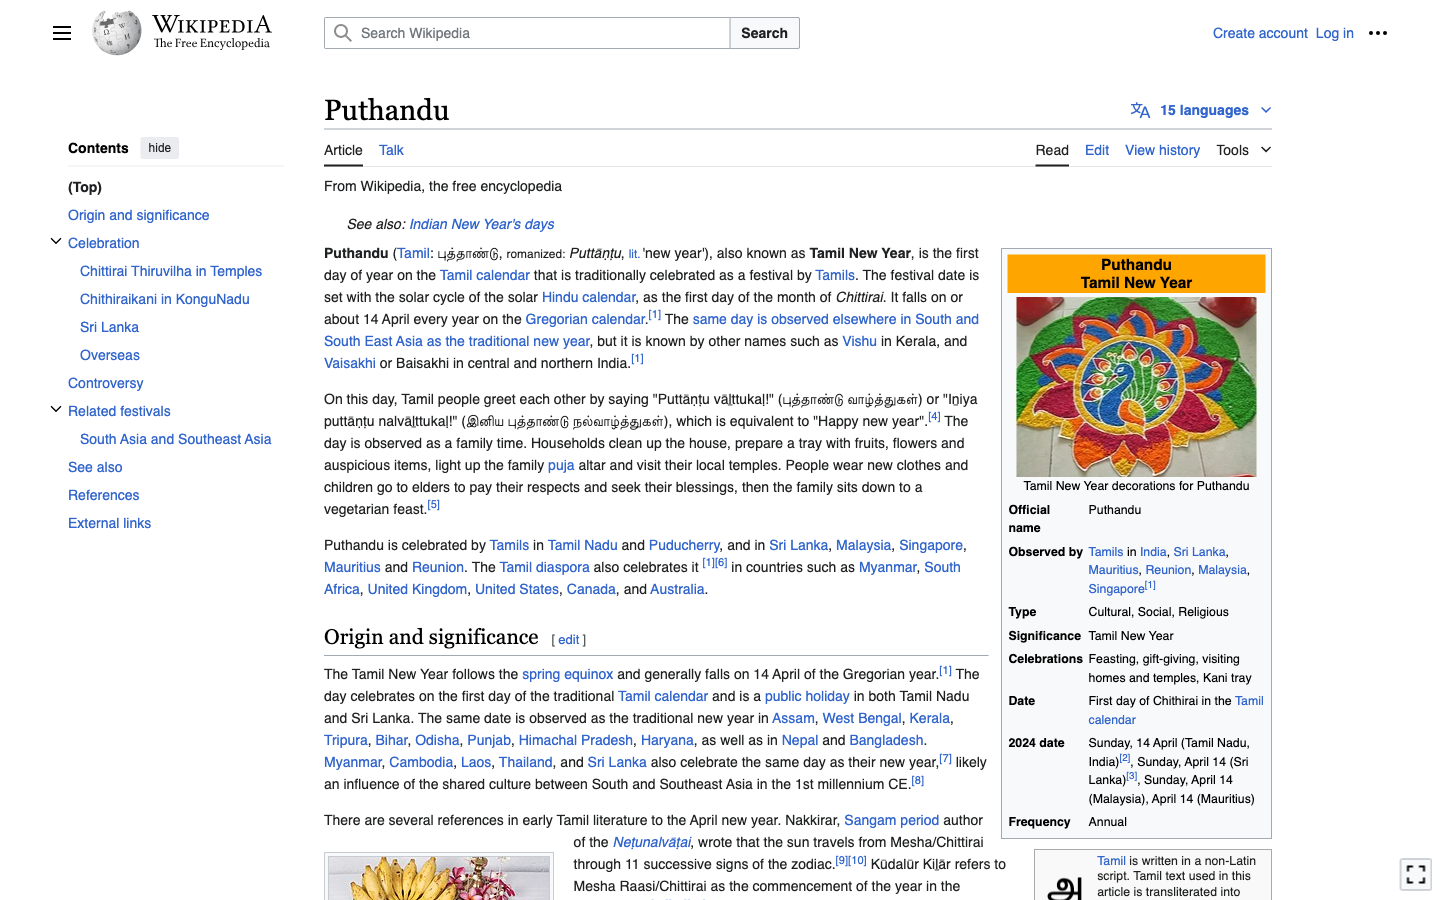 WIKIPEDIA
The Free Encyclopedia
Search Wikipedia
Search
Create account
Log in
Contents
hide
(Top)
Origin and significance
Celebration
Chittirai Thiruvilha in Temples
Chithiraikani in KonguNadu
Sri Lanka
Overseas
Controversy
Related festivals
South Asia and Southeast Asia
See also
References
External links
Puthandu
15 languages
Article
Talk
Read
Edit
View history
Tools
From Wikipedia, the free encyclopedia
See also: Indian New Year's days
Puthandu (Tamil: புத்தாண்டு, romanized: Puttāṇṭu, lit. 'new year'), also known as Tamil New Year, is the first
day of year on the Tamil calendar that is traditionally celebrated as a festival by Tamils. The festival date is
set with the solar cycle of the solar Hindu calendar, as the first day of the month of Chittirai. It falls on or
about 14 April every year on the Gregorian calendar.[1] The same day is observed elsewhere in South and
South East Asia as the traditional new year, but it is known by other names such as Vishu in Kerala, and
Vaisakhi or Baisakhi in central and northern India.[1]
On this day, Tamil people greet each other by saying "Puttāṇṭu vāḻttukaḷ!" (புத்தாண்டு வாழ்த்துகள்) or "Iṉiya
puttāṇṭu nalvāḻttukaḷ!" (இனிய புத்தாண்டு நல்வாழ்த்துகள்), which is equivalent to "Happy new year".[4] The
day is observed as a family time. Households clean up the house, prepare a tray with fruits, flowers and
auspicious items, light up the family puja altar and visit their local temples. People wear new clothes and
children go to elders to pay their respects and seek their blessings, then the family sits down to a
vegetarian feast.[5]
Puthandu is celebrated by Tamils in Tamil Nadu and Puducherry, and in Sri Lanka, Malaysia, Singapore,
Mauritius and Reunion. The Tamil diaspora also celebrates it [1][6] in countries such as Myanmar, South
Africa, United Kingdom, United States, Canada, and Australia.
Origin and significance [ edit ]
The Tamil New Year follows the spring equinox and generally falls on 14 April of the Gregorian year.[1] The
day celebrates on the first day of the traditional Tamil calendar and is a public holiday in both Tamil Nadu
and Sri Lanka. The same date is observed as the traditional new year in Assam, West Bengal, Kerala,
Tripura, Bihar, Odisha, Punjab, Himachal Pradesh, Haryana, as well as in Nepal and Bangladesh.
Myanmar, Cambodia, Laos, Thailand, and Sri Lanka also celebrate the same day as their new year,[7] likely
an influence of the shared culture between South and Southeast Asia in the 1st millennium CE.[8]
There are several references in early Tamil literature to the April new year. Nakkirar, Sangam period author
of the Neṭunalvāṭai, wrote that the sun travels from Mesha/Chittirai
through 11 successive signs of the zodiac.[9][10] Kūdalūr Kiḻār refers to
Mesha Raasi/Chittirai as the commencement of the year in the
Puthandu
Tamil New Year
Tamil New Year decorations for Puthandu
Official name Puthandu
Observed by Tamils in India, Sri Lanka,
Mauritius, Reunion, Malaysia,
Singapore[1]
Type Cultural, Social, Religious
Significance Tamil New Year
Celebrations Feasting, gift-giving, visiting
homes and temples, Kani tray
Date First day of Chithirai in the Tamil
calendar
2024 date Sunday, 14 April (Tamil Nadu,
India)[2], Sunday, April 14 (Sri
Lanka)[3], Sunday, April 14
(Malaysia), April 14 (Mauritius)
Frequency Annual
அ
Tamil is written in a non-Latin
script. Tamil text used in this
article is transliterated into